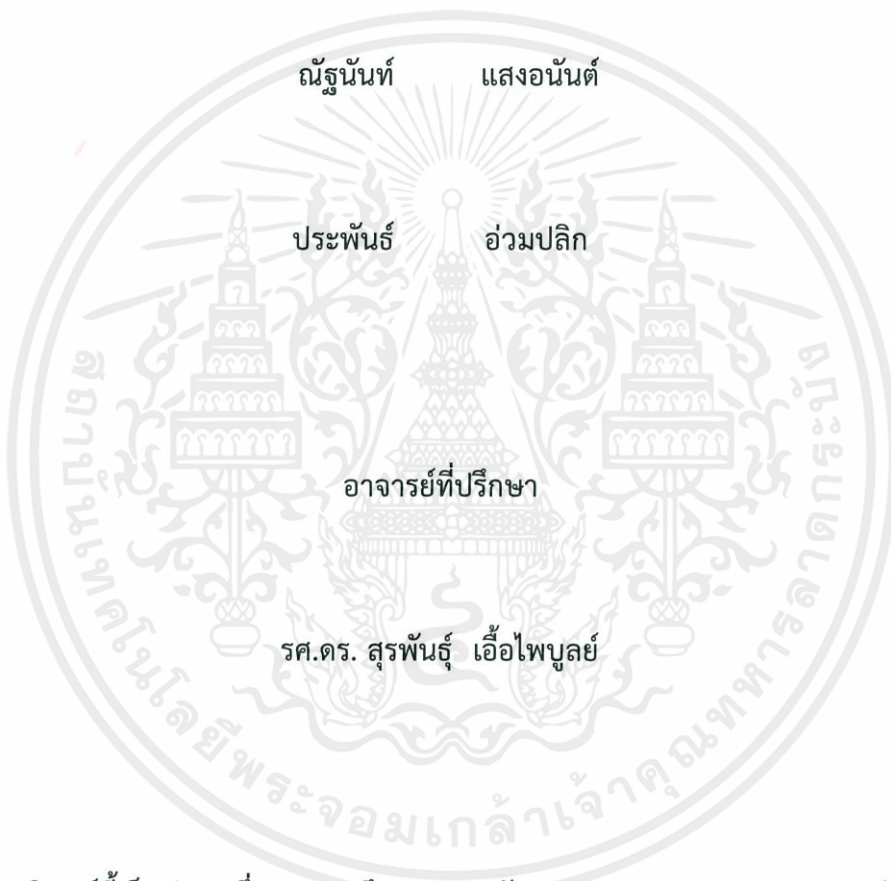 ณัฐนันท์ แสงอนันต์
ประพันธ์ อ่วมปลิก
อาจารย์ที่ปรึกษา
รศ.ดร. สุรพันธุ์ เอื้อไพบูลย์
สถาบันเทคโนโลยีพระจอมเกล้าเจ้าคุณทหารลาดกระบัง